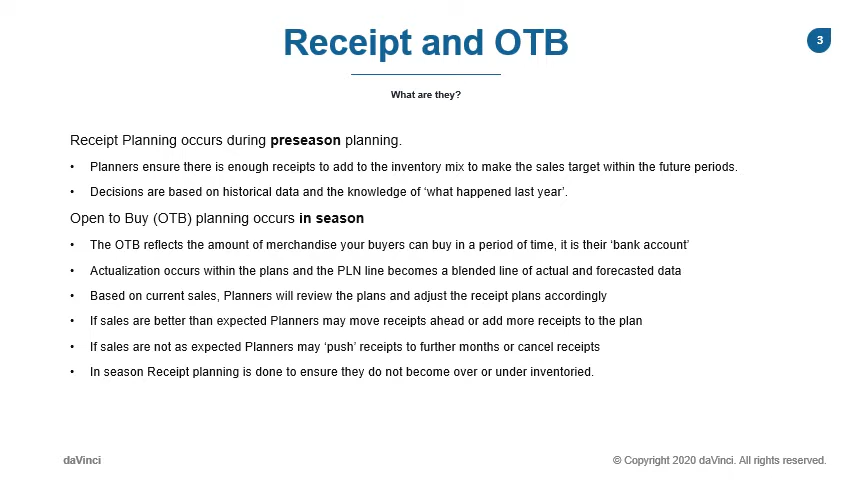 Receipt and OTB
3
What are they?
Receipt Planning occurs during preseason planning.
• Planners ensure there is enough receipts to add to the inventory mix to make the sales target within the future periods.
• Decisions are based on historical data and the knowledge of ‘what happened last year’.
Open to Buy (OTB) planning occurs in season
• The OTB reflects the amount of merchandise your buyers can buy in a period of time, it is their ‘bank account’
• Actualization occurs within the plans and the PLN line becomes a blended line of actual and forecasted data
• Based on current sales, Planners will review the plans and adjust the receipt plans accordingly
• If sales are better than expected Planners may move receipts ahead or add more receipts to the plan
• If sales are not as expected Planners may ‘push’ receipts to further months or cancel receipts
• In season Receipt planning is done to ensure they do not become over or under inventoried.
daVinci
© Copyright 2020 daVinci. All rights reserved.